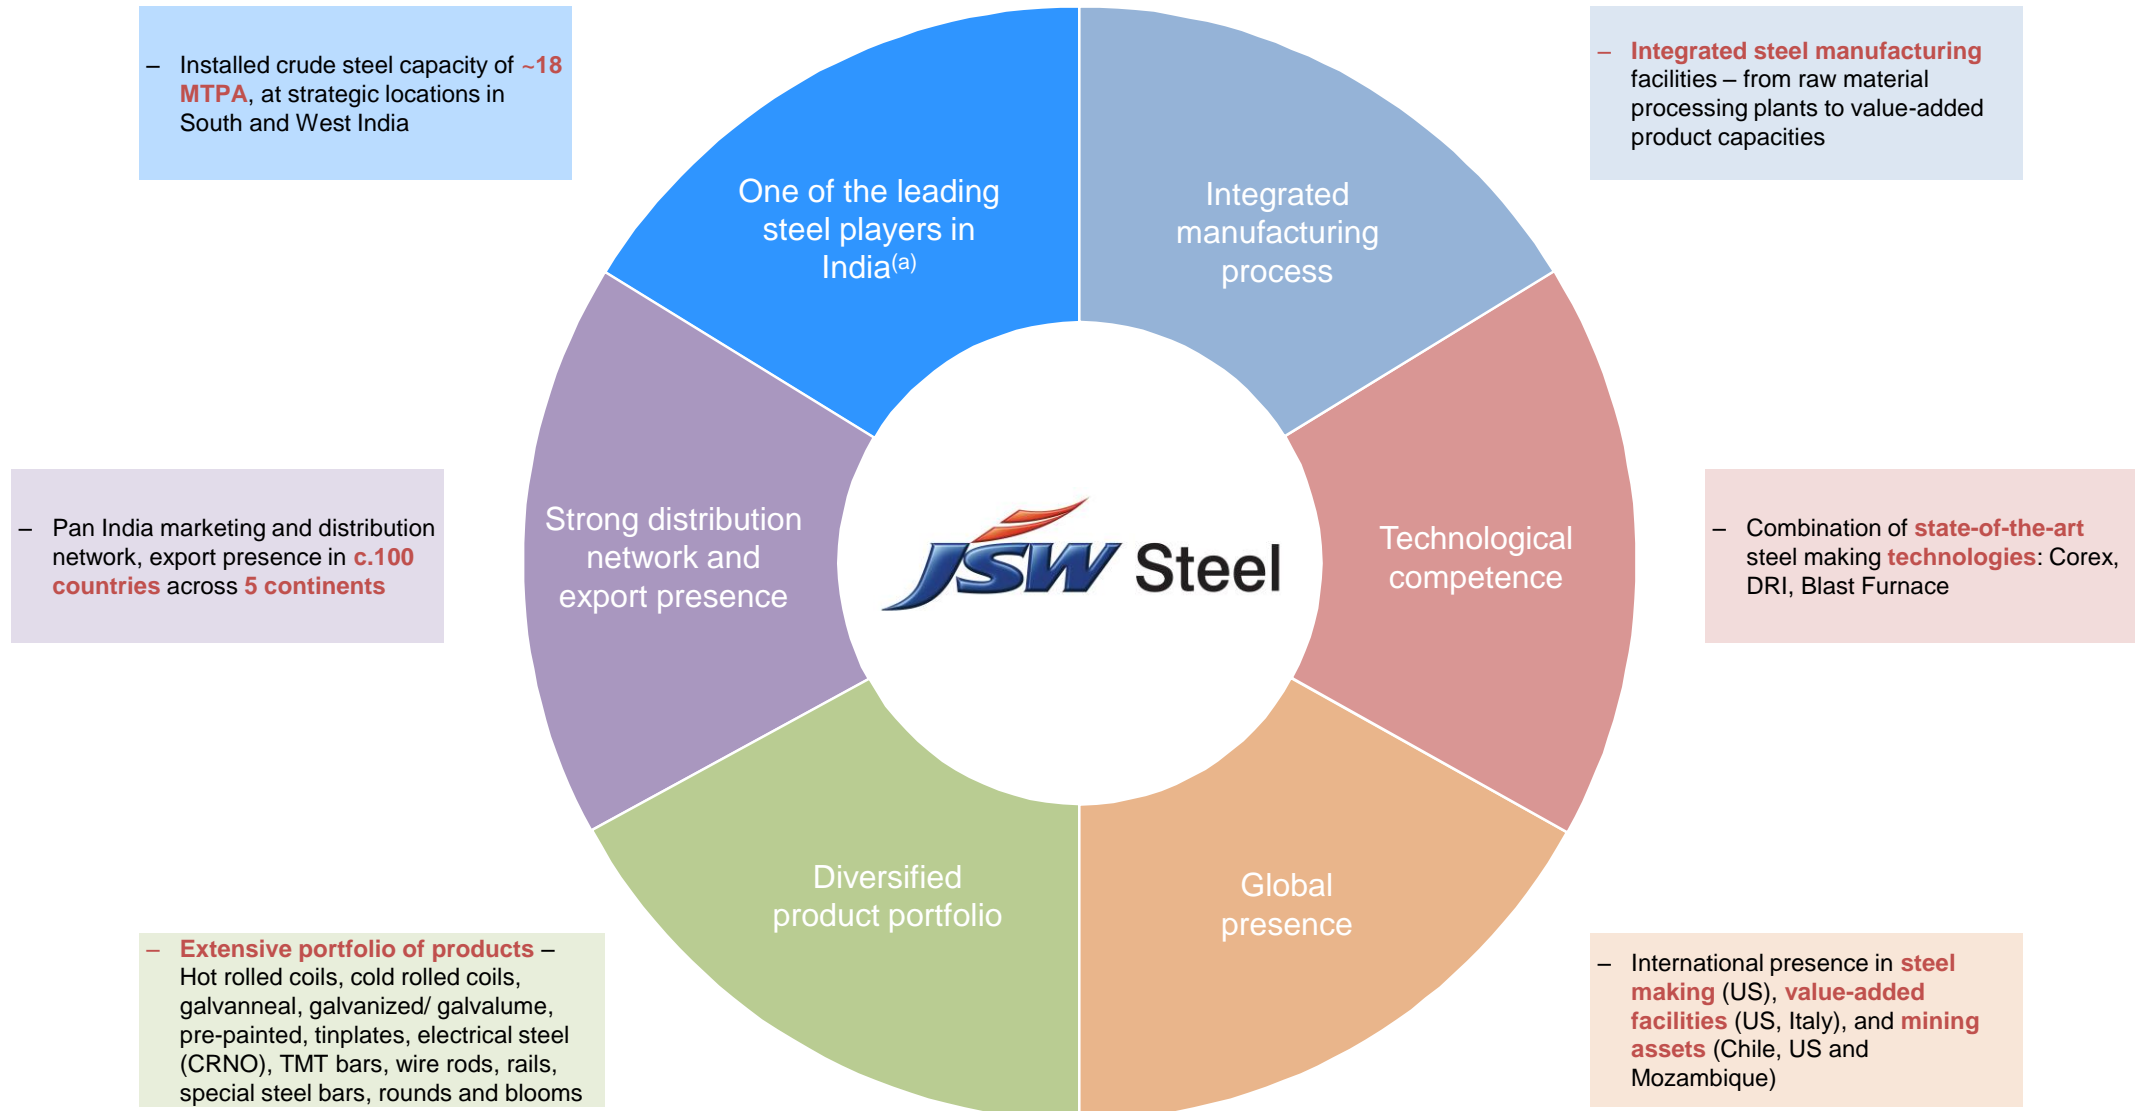 – Installed crude steel capacity of ~18
MTPA, at strategic locations in
South and West India
– Integrated steel manufacturing
facilities – from raw material
processing plants to value-added
product capacities
One of the leading
steel players in
India(a)
Integrated
manufacturing
process
– Pan India marketing and distribution
network, export presence in c.100
countries across 5 continents
Strong distribution
network and
export presence
JSW Steel
Technological
competence
– Combination of state-of-the-art
steel making technologies: Corex,
DRI, Blast Furnace
Diversified
product portfolio
Global
presence
– Extensive portfolio of products –
Hot rolled coils, cold rolled coils,
galvanneal, galvanized/ galvalume,
pre-painted, tinplates, electrical steel
(CRNO), TMT bars, wire rods, rails,
special steel bars, rounds and blooms
– International presence in steel
making (US), value-added
facilities (US, Italy), and mining
assets (Chile, US and
Mozambique)